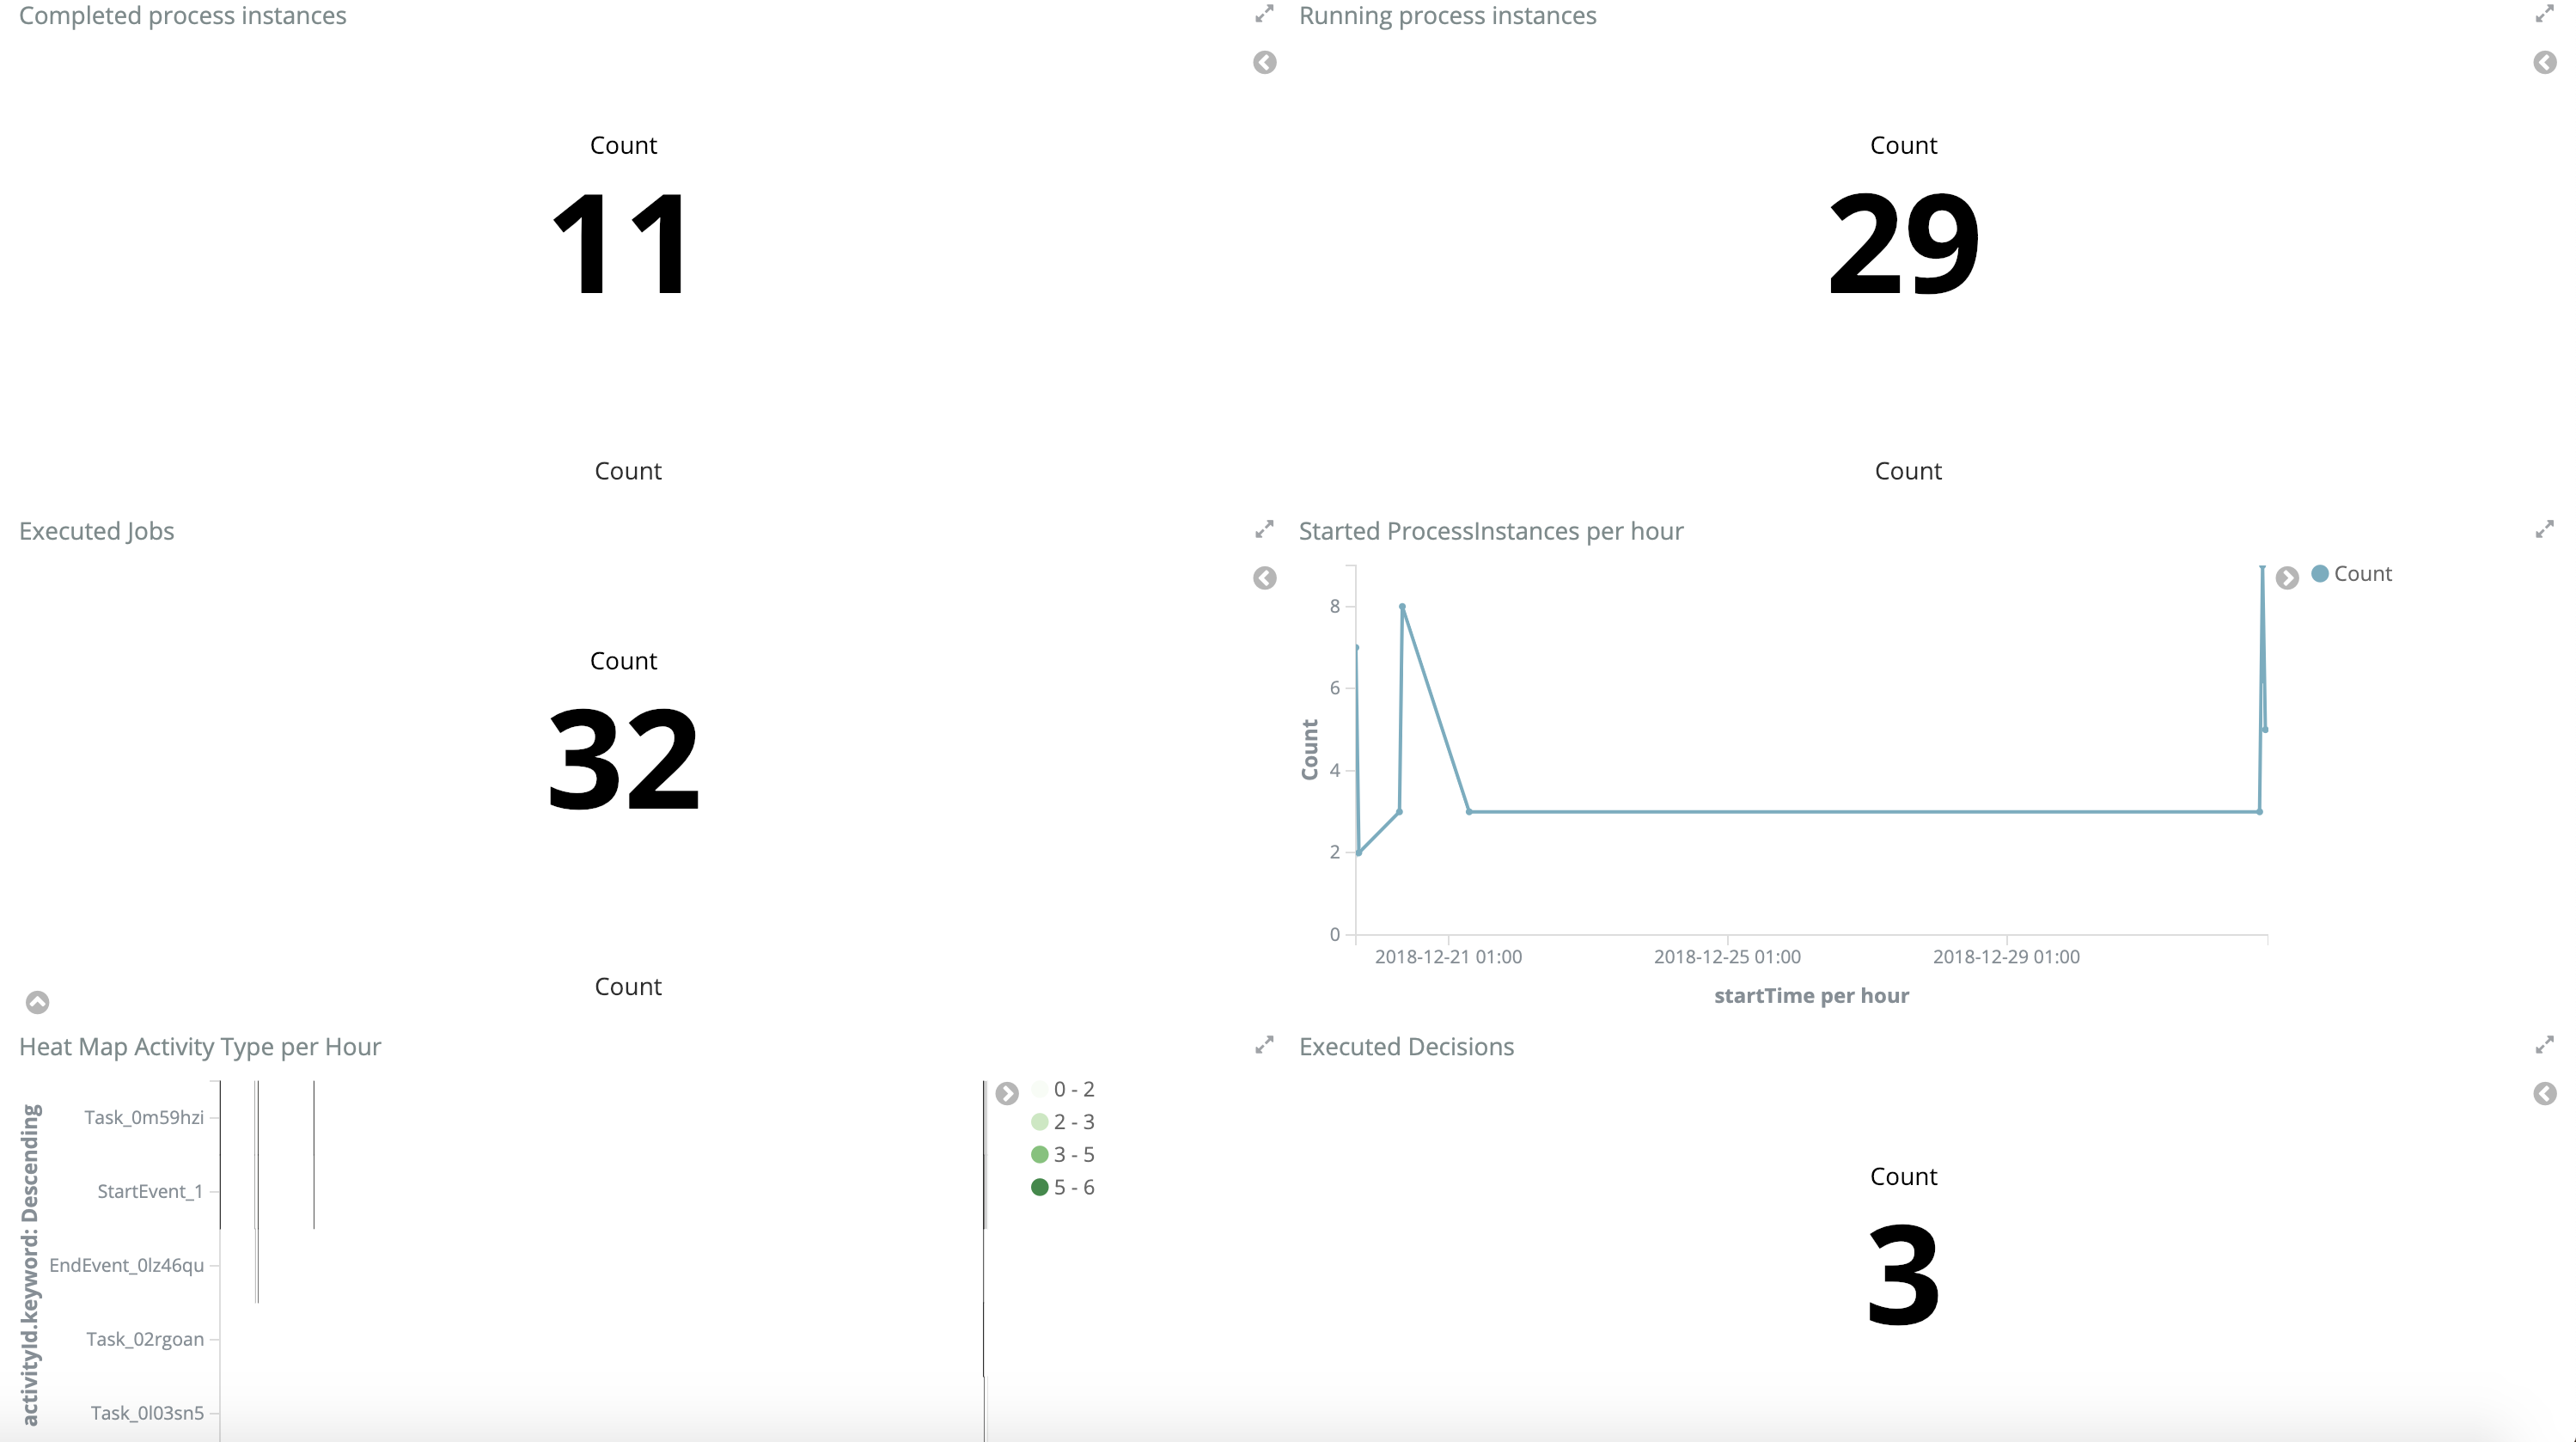 Completed process instances
Count
11
Count
Running process instances
Count
29
Count
Executed Jobs
Count
32
Count
Started ProcessInstances per hour
Count
8
6
4
2
0
Count
2018-12-21 01:00
2018-12-25 01:00
2018-12-29 01:00
startTime per hour
Heat Map Activity Type per Hour
activityId.keyword: Descending
Task_0m59hzi
StartEvent_1
EndEvent_0lz46qu
Task_02rgoan
Task_0l03sn5
0 - 2
2 - 3
3 - 5
5 - 6
Executed Decisions
Count
3